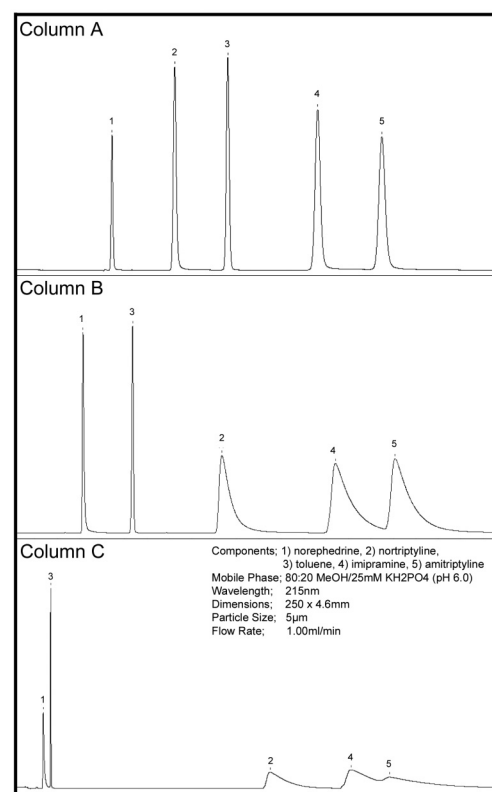 Column A
1
2
3
4
5
Column B
1
3
2
4
5
Column C
Components; 1) norephedrine, 2) nortriptyline,
3) toluene, 4) imipramine, 5) amitriptyline
Mobile Phase; 80:20 MeOH/25mM KH2PO4 (pH 6.0)
Wavelength; 215nm
Dimensions; 250 x 4.6mm
Particle Size; 5µm
Flow Rate; 1.00ml/min
1
3
2
4
5